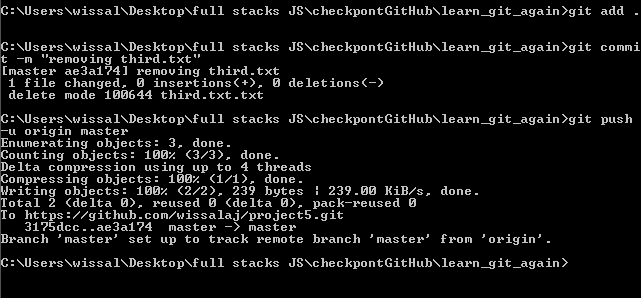 C:\Users\wissal\Desktop\full stacks JS\checkpontGitHub\learn_git_again>git add .
C:\Users\wissal\Desktop\full stacks JS\checkpontGitHub\learn_git_again>git commi
t -m "removing third.txt"
[master ae3a174] removing third.txt
 1 file changed, 0 insertions(+), 0 deletions(-)
 delete mode 100644 third.txt.txt
C:\Users\wissal\Desktop\full stacks JS\checkpontGitHub\learn_git_again>git push
-u origin master
Enumerating objects: 3, done.
Counting objects: 100% (3/3), done.
Delta compression using up to 4 threads
Compressing objects: 100% (1/1), done.
Writing objects: 100% (2/2), 239 bytes | 239.00 KiB/s, done.
Total 2 (delta 0), reused 0 (delta 0), pack-reused 0
To https://github.com/wissalaj/project5.git
   3175dcc..ae3a174  master -> master
Branch 'master' set up to track remote branch 'master' from 'origin'.
C:\Users\wissal\Desktop\full stacks JS\checkpontGitHub\learn_git_again>